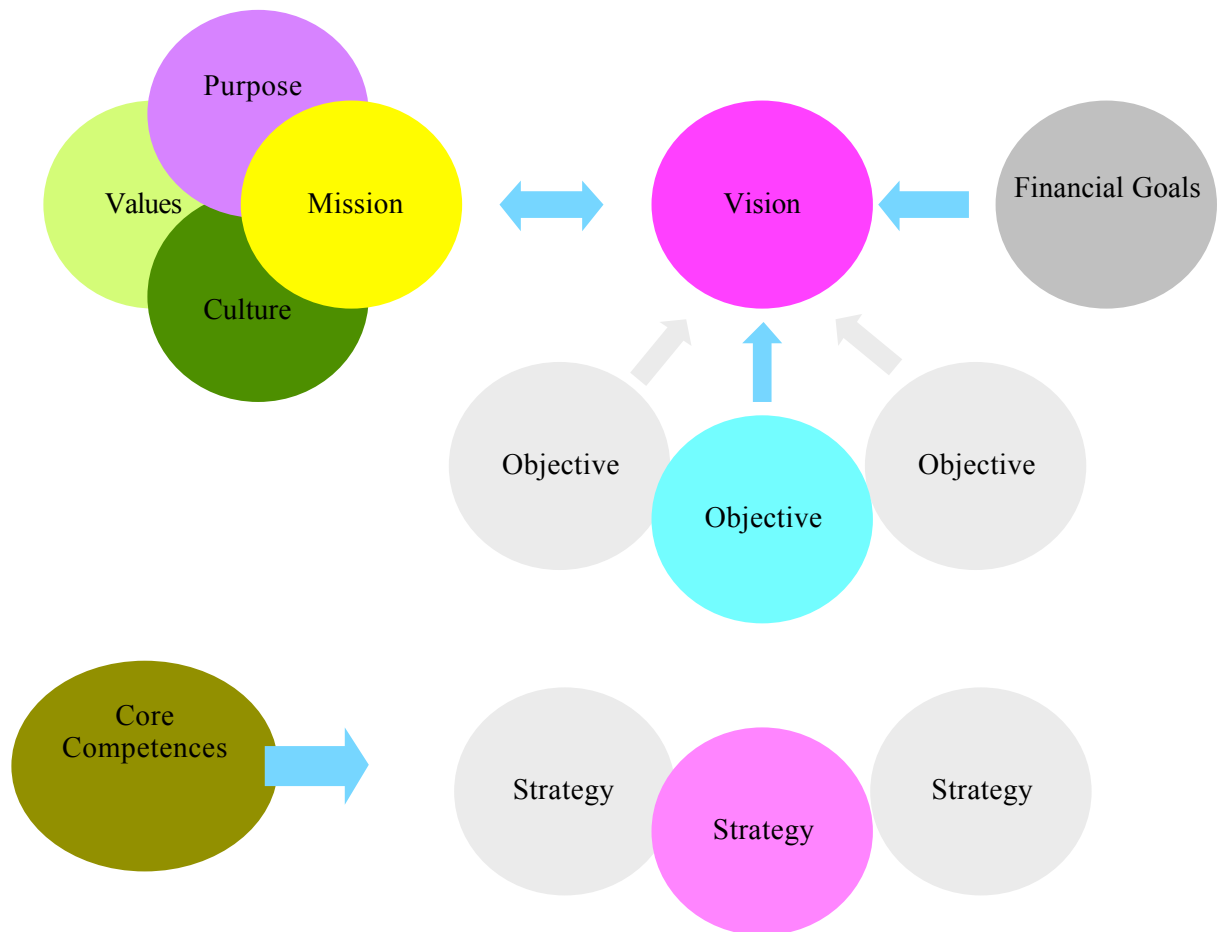 Purpose
Values
Mission
Culture
Vision
Financial Goals
Objective
Objective
Objective
Core
Competences
Strategy
Strategy
Strategy